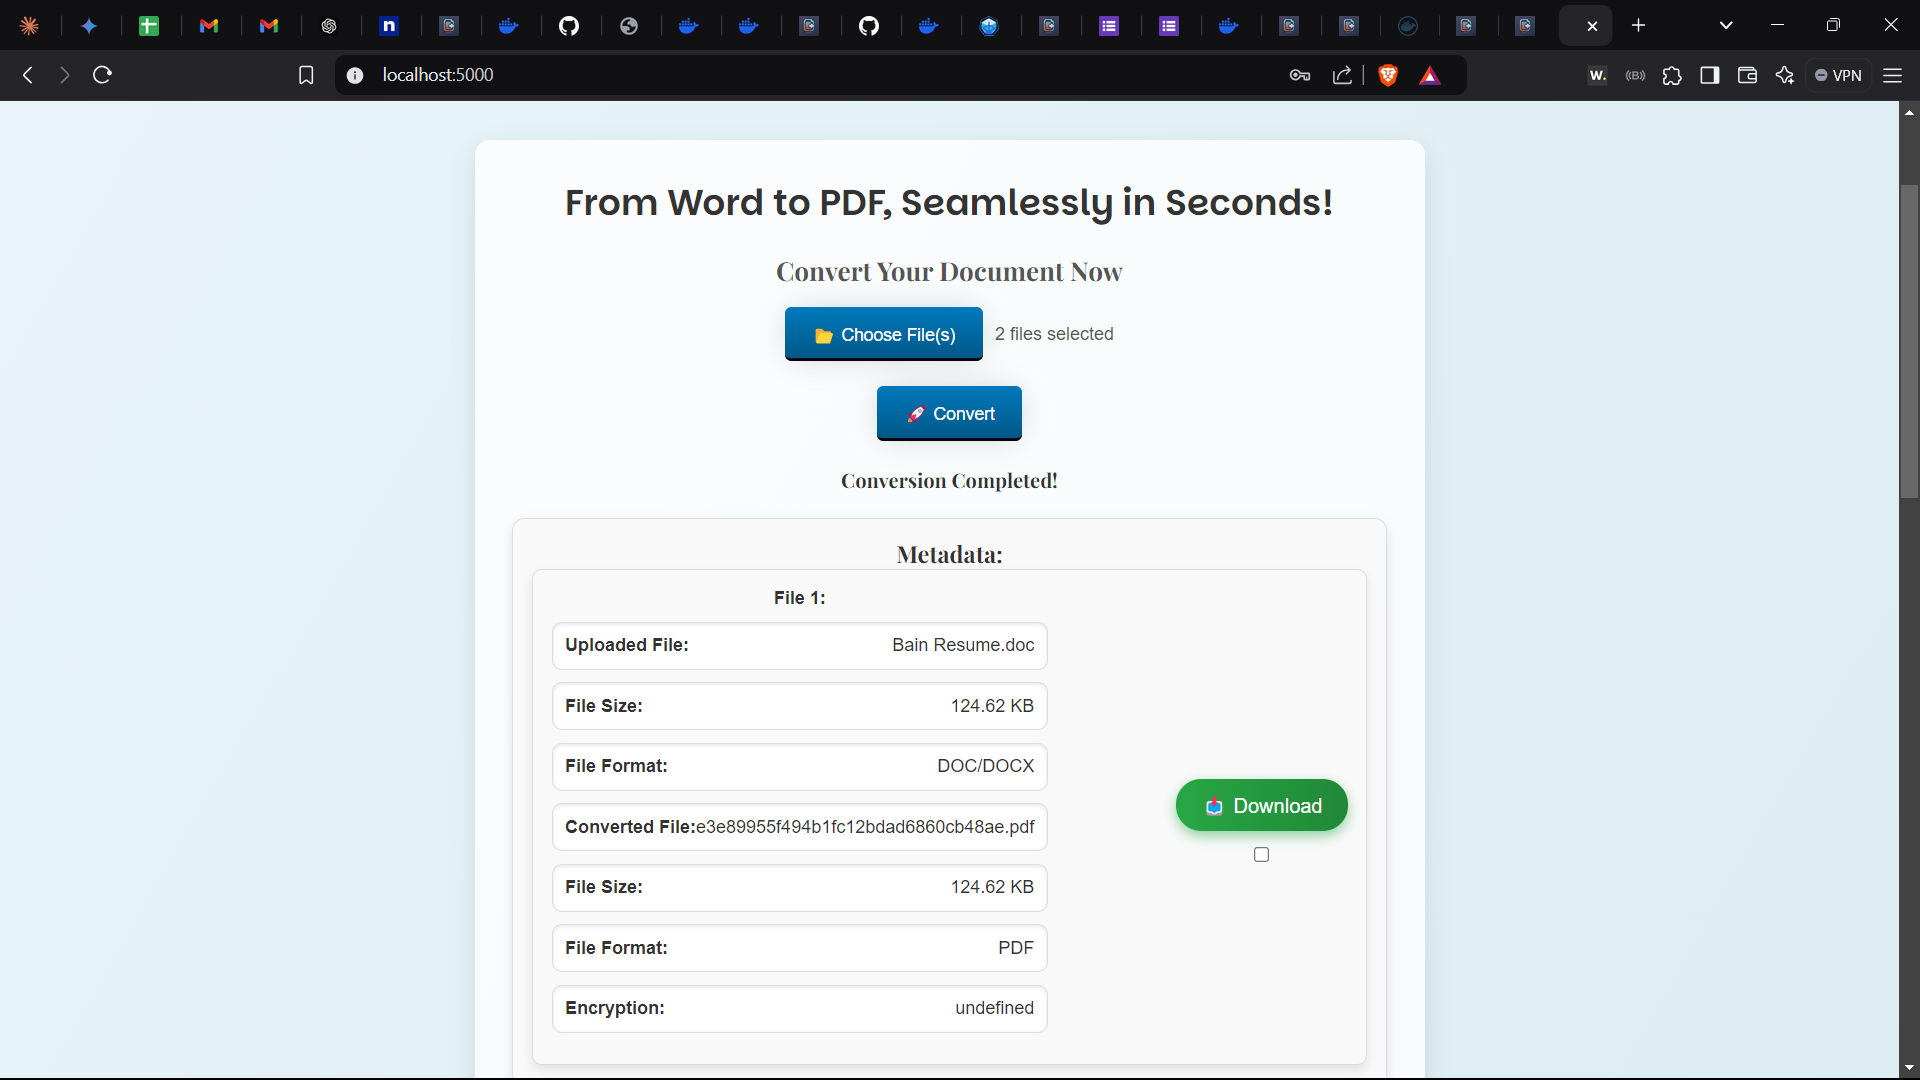 localhost:5000
W.
VPN
From Word to PDF, Seamlessly in Seconds!
Convert Your Document Now
📂 Choose File(s) 2 files selected
🚀 Convert
Conversion Completed!
Metadata:
File 1:
Uploaded File: Bain Resume.doc
File Size: 124.62 KB
File Format: DOC/DOCX
Converted File:e3e89955f494b1fc12bdad6860cb48ae.pdf
📥 Download
File Size: 124.62 KB
File Format: PDF
Encryption: undefined